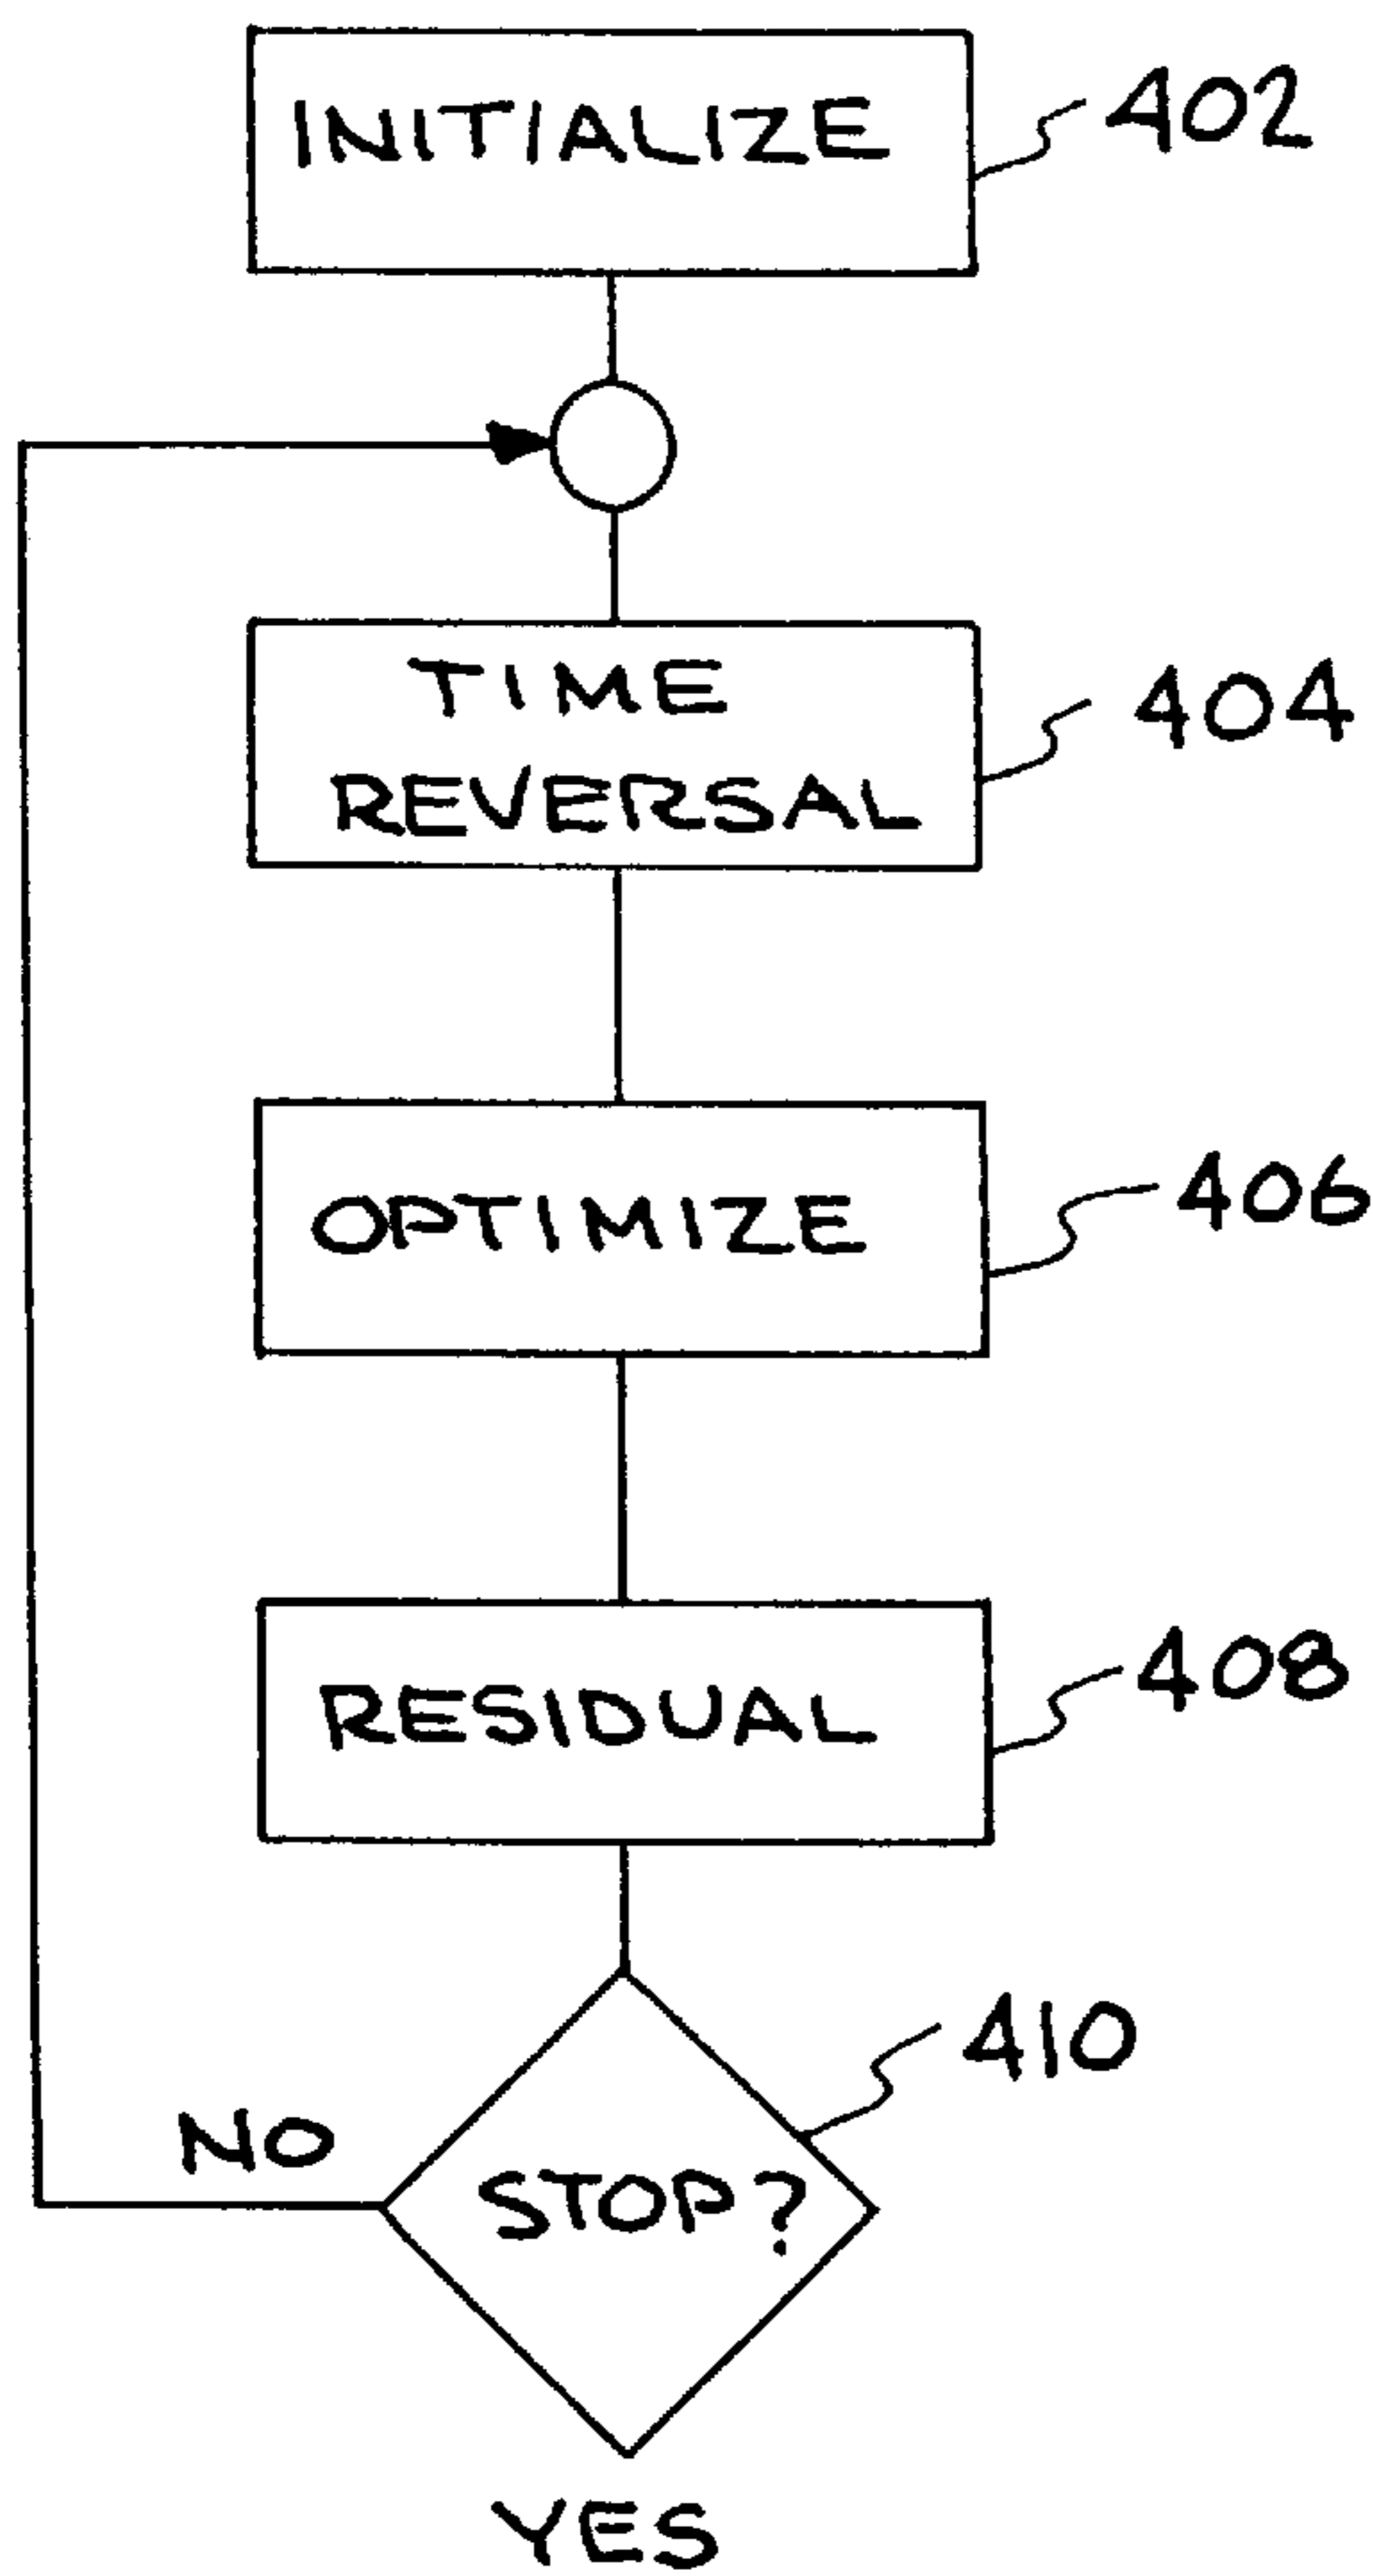 INITIALIZE
402
TIME
REVERSAL
404
OPTIMIZE
406
RESIDUAL
408
410
NO
STOP?
YES